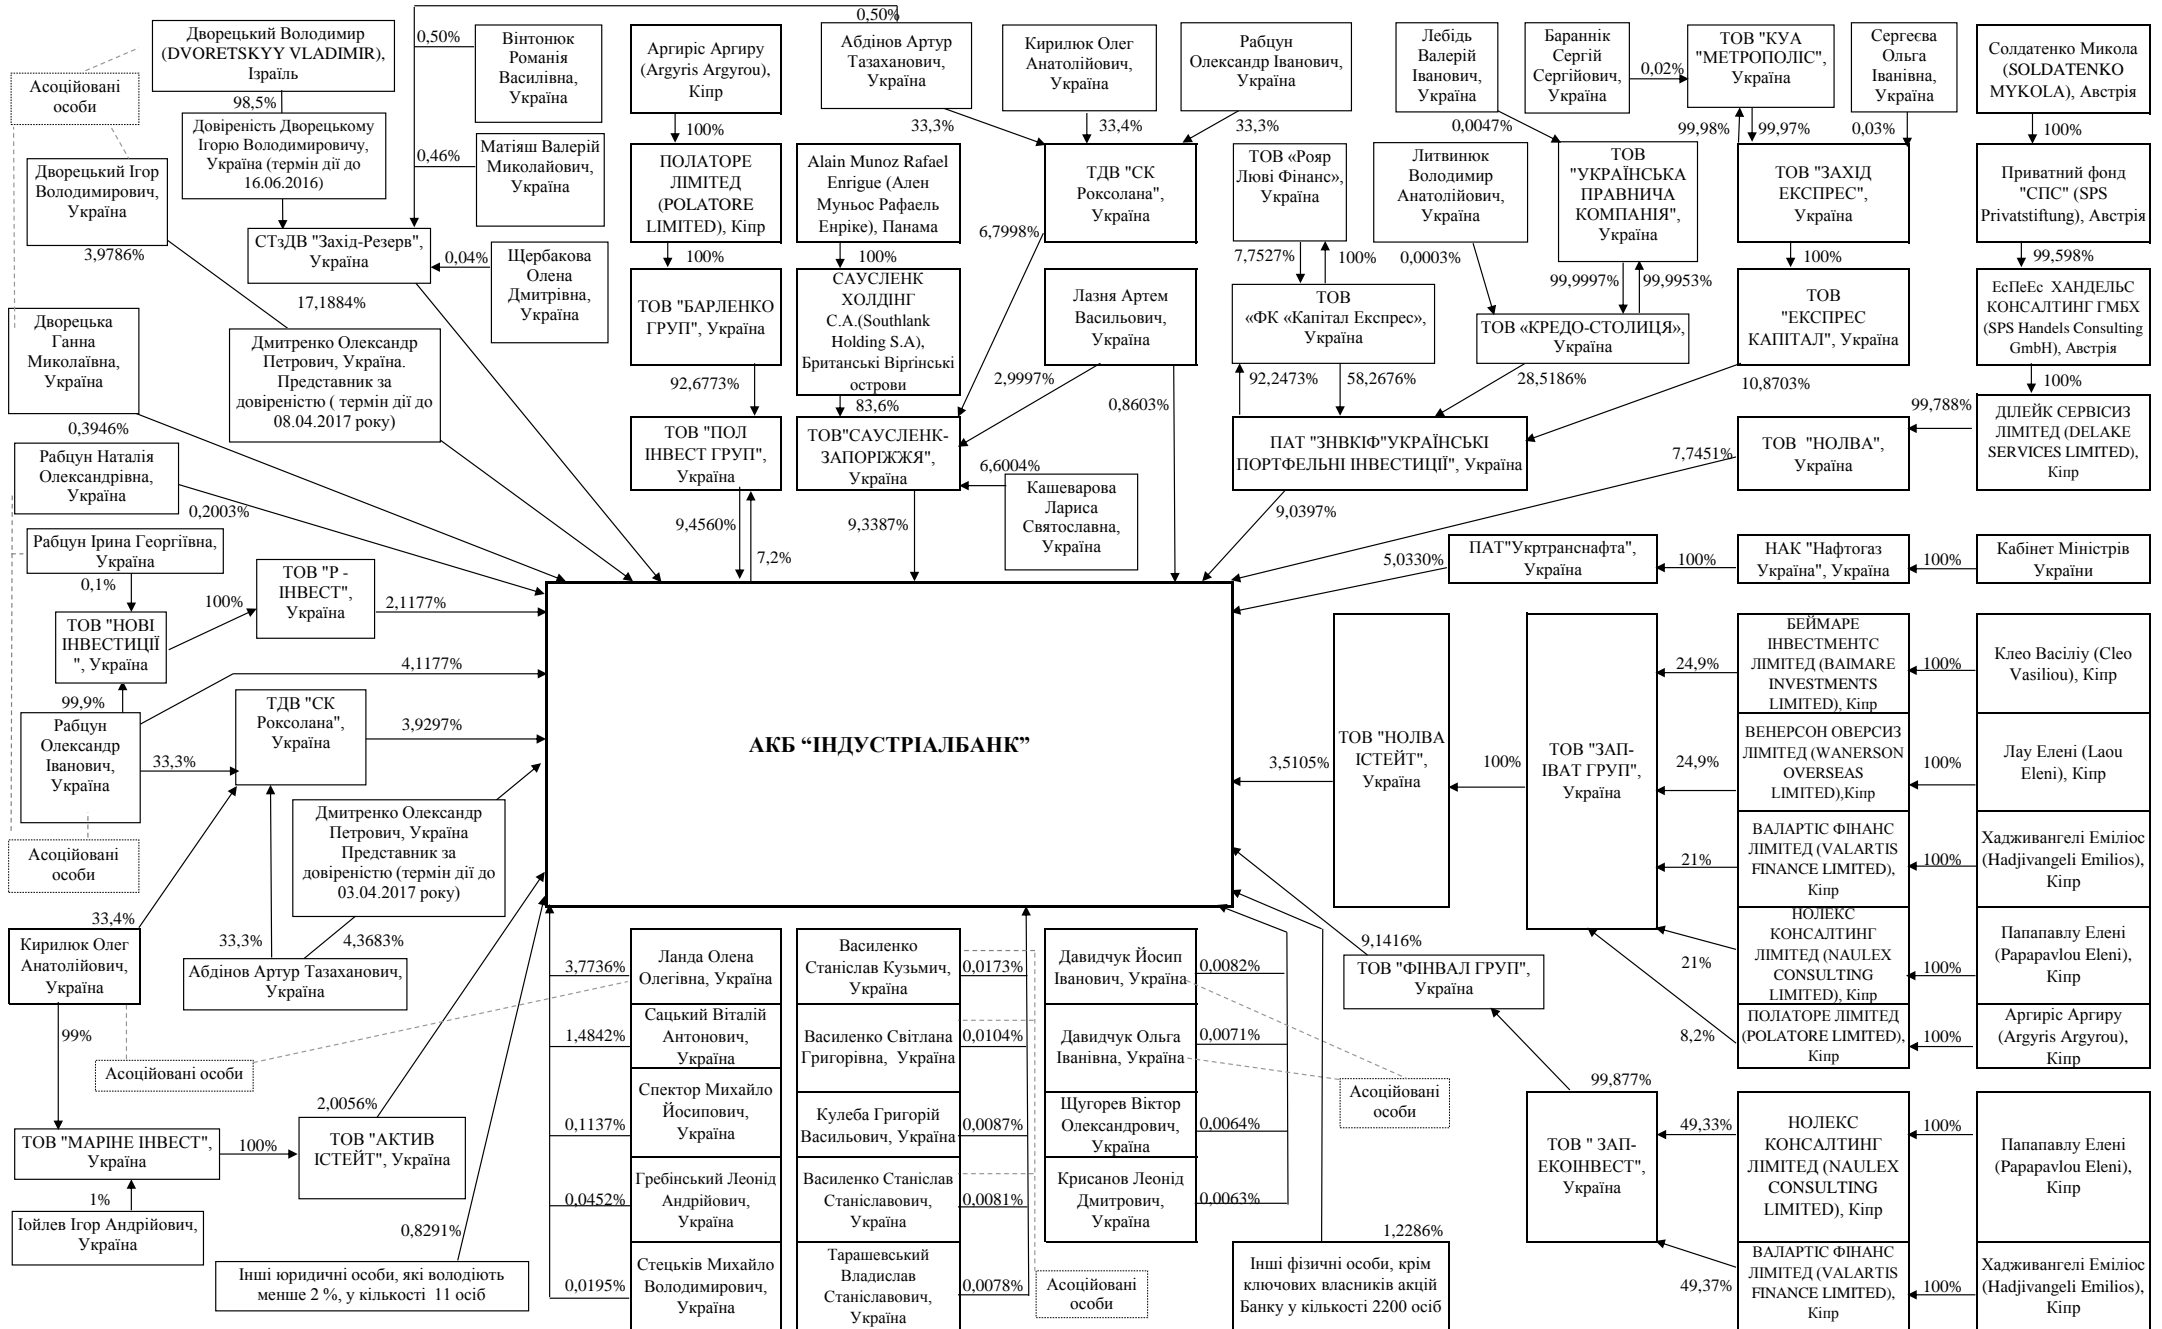 0,50%
Дворецький Володимир
(DVORETSKYY VLADIMIR),
Ізраїль
0,50%
Вінтонюк
Романія
Василівна,
Україна
Аргиріс Аргиру
(Argyris Argyrou),
Кіпр
Абдінов Артур
Тазаханович,
Україна
Кирилюк Олег
Анатолійович,
Україна
Рабцун
Олександр Іванович,
Україна
Лебідь
Валерій
Іванович,
Україна
Бараннік
Сергій
Сергійович,
Україна
0,02%
ТОВ "КУА
"МЕТРОПОЛІС",
Україна
Сергеєва
Ольга
Іванівна,
Україна
Солдатенко Микола
(SOLDATENKO
MYKOLA), Австрія
Асоційовані
особи
98,5%
Довіреність Дворецькому
Ігорю Володимировичу,
Україна (термін дії до
16.06.2016)
0,46%
Матіяш Валерій
Миколайович,
Україна
100%
33,3%
33,4%
33,3%
0,0047%
99,98%
99,97%
0,03%
100%
Дворецький Ігор
Володимирович,
Україна
ПОЛАТОРЕ
ЛІМІТЕД
(POLATORE
LIMITED), Кіпр
Alain Munoz Rafael
Enrigue (Ален
Муньос Рафаель
Енріке), Панама
ТДВ "СК
Роксолана",
Україна
ТОВ «Рояр
Люві Фінанс»,
Україна
Литвинюк
Володимир
Анатолійович,
Україна
ТОВ
"УКРАЇНСЬКА
ПРАВНИЧА
КОМПАНІЯ",
Україна
ТОВ "ЗАХІД
ЕКСПРЕС",
Україна
Приватний фонд
"СПС" (SPS
Privatstiftung), Австрія
3,9786%
СТзДВ "Захід-Резерв",
Україна
0,04%
Щербакова
Олена
Дмитрівна,
Україна
17,1884%
100%
100%
6,7998%
7,7527%
100%
0,0003%
99,9997%
99,9953%
100%
99,598%
Дворецька
Ганна
Миколаївна,
Україна
Дмитренко Олександр
Петрович, Україна.
Представник за
довіреністю ( термін дії до
08.04.2017 року)
ТОВ "БАРЛЕНКО
ГРУП", Україна
САУСЛЕНК
ХОЛДІНГ
С.А.(Southlank
Holding S.A),
Британські Віргінські
острови
Лазня Артем
Васильович,
Україна
ТОВ
«ФК «Капітал Експрес»,
Україна
ТОВ «КРЕДО-СТОЛИЦЯ»,
Україна
ТОВ
"ЕКСПРЕС
КАПІТАЛ", Україна
ЕсПеЕс ХАНДЕЛЬС
КОНСАЛТИНГ ГМБХ
(SPS Handels Consulting
GmbH), Австрія
0,3946%
92,6773%
83,6%
2,9997%
0,8603%
92,2473%
58,2676%
28,5186%
10,8703%
100%
Рабцун Наталія
Олександрівна,
Україна
ТОВ "ПОЛ
ІНВЕСТ ГРУП",
Україна
ТОВ"САУСЛЕНК-
ЗАПОРІЖЖЯ",
Україна
6,6004%
Кашеварова
Лариса
Святославна,
Україна
ПАТ "ЗНВКІФ"УКРАЇНСЬКІ
ПОРТФЕЛЬНІ ІНВЕСТИЦІЇ", Україна
7,7451%
ТОВ "НОЛВА",
Україна
99,788%
ДІЛЕЙК СЕРВІСИЗ
ЛІМІТЕД (DELAKE
SERVICES LIMITED),
Кіпр
0,2003%
9,4560%
7,2%
9,3387%
9,0397%
Рабцун Ірина Георгіївна,
Україна
5,0330%
ПАТ"Укртранснафта",
Україна
100%
НАК "Нафтогаз
Україна", Україна
100%
Кабінет Міністрів
України
0,1%
ТОВ "Р -
ІНВЕСТ",
Україна
100%
2,1177%
ТОВ "НОВІ
ІНВЕСТИЦІЇ
", Україна
4,1177%
99,9%
Рабцун
Олександр
Іванович,
Україна
33,3%
ТДВ "СК
Роксолана",
Україна
3,9297%
АКБ “ІНДУСТРІАЛБАНК”
3,5105%
ТОВ "НОЛВА
ІСТЕЙТ",
Україна
100%
ТОВ "ЗАП-
ІВАТ ГРУП",
Україна
24,9%
БЕЙМАРЕ
ІНВЕСТМЕНТС
ЛІМІТЕД (BAIMARE
INVESTMENTS
LIMITED), Кіпр
100%
Клео Васіліу (Cleo
Vasiliou), Кіпр
24,9%
ВЕНЕРСОН ОВЕРСИЗ
ЛІМІТЕД (WANERSON
OVERSEAS
LIMITED),Кіпр
100%
Лау Елені (Laou
Eleni), Кіпр
21%
ВАЛАРТІС ФІНАНС
ЛІМІТЕД (VALARTIS
FINANCE LIMITED),
Кіпр
100%
Хадживангелі Еміліос
(Hadjivangeli Emilios),
Кіпр
21%
НОЛЕКС
КОНСАЛТИНГ
ЛІМІТЕД (NAULEX
CONSULTING
LIMITED), Кіпр
100%
Папапавлу Елені
(Papapavlou Eleni),
Кіпр
8,2%
ПОЛАТОРЕ ЛІМІТЕД
(POLATORE LIMITED),
Кіпр
100%
Аргиріс Аргиру
(Argyris Argyrou),
Кіпр
Асоційовані
особи
Дмитренко Олександр
Петрович, Україна
Представник за
довіреністю (термін дії до
03.04.2017 року)
33,4%
33,3%
4,3683%
Кирилюк Олег
Анатолійович,
Україна
Абдінов Артур Тазаханович,
Україна
99%
Асоційовані особи
2,0056%
ТОВ "МАРІНЕ ІНВЕСТ",
Україна
100%
ТОВ "АКТИВ
ІСТЕЙТ", Україна
1%
Іойлев Ігор Андрійович,
Україна
0,8291%
Інші юридичні особи, які володіють
менше 2 %, у кількості 11 осіб
3,7736%
Ланда Олена
Олегівна, Україна
1,4842%
Сацький Віталій
Антонович,
Україна
0,1137%
Спектор Михайло
Йосипович,
Україна
0,0452%
Гребінський Леонід
Андрійович,
Україна
0,0195%
Стецьків Михайло
Володимирович,
Україна
Василенко
Станіслав Кузьмич,
Україна
0,0173%
Василенко Світлана
Григорівна, Україна
0,0104%
Кулеба Григорій
Васильович, Україна
0,0087%
Василенко Станіслав
Станіславович,
Україна
0,0081%
Тарашевський
Владислав
Станіславович,
Україна
0,0078%
Давидчук Йосип
Іванович, Україна
0,0082%
Давидчук Ольга
Іванівна, Україна
0,0071%
Щугорев Віктор
Олександрович,
Україна
0,0064%
Крисанов Леонід
Дмитрович,
Україна
0,0063%
Асоційовані
особи
Асоційовані
особи
1,2286%
Інші фізичні особи, крім
ключових власників акцій
Банку у кількості 2200 осіб
9,1416%
ТОВ "ФІНВАЛ ГРУП",
Україна
99,877%
ТОВ " ЗАП-
ЕКОІНВЕСТ",
Україна
49,33%
НОЛЕКС
КОНСАЛТИНГ
ЛІМІТЕД (NAULEX
CONSULTING
LIMITED), Кіпр
100%
Папапавлу Елені
(Papapavlou Eleni),
Кіпр
49,37%
ВАЛАРТІС ФІНАНС
ЛІМІТЕД (VALARTIS
FINANCE LIMITED),
Кіпр
100%
Хадживангелі Еміліос
(Hadjivangeli Emilios),
Кіпр